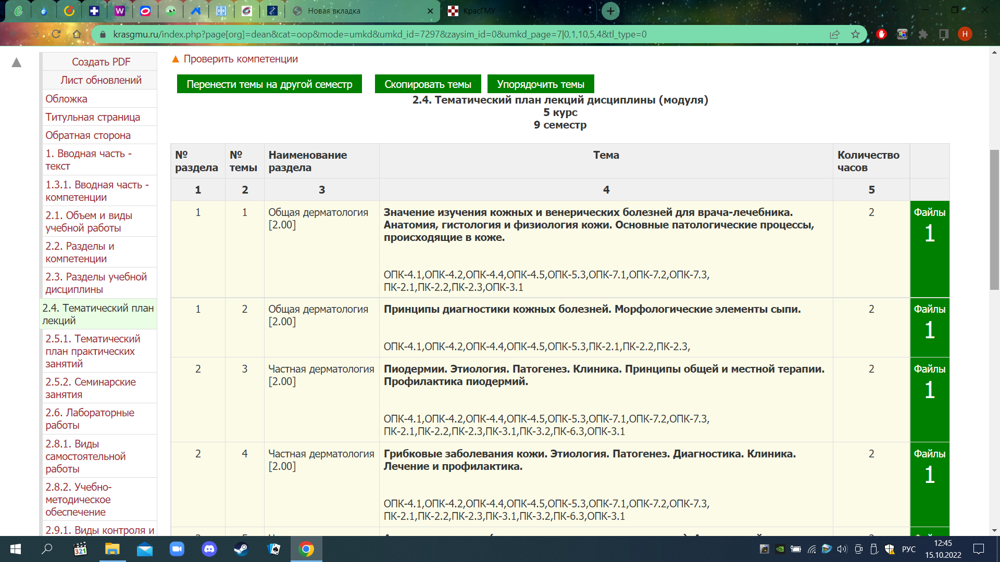 Новая вкладка
КрасГМУ
krasgmu.ru/index.php?page[org]=dean&cat=oop&mode=umkd&umkd_id=7297&zaysim_id=0&umkd_page=7|0,1,10,5,4&tl_type=0
Н
Создать PDF
Лист обновлений
Обложка
Титульная страница
Обратная сторона
1. Вводная часть -
текст
1.3.1. Вводная часть -
компетенции
2.1. Объем и виды
учебной работы
2.2. Разделы и
компетенции
2.3. Разделы учебной
дисциплины
2.4. Тематический план
лекций
2.5.1. Тематический
план практических
занятий
2.5.2. Семинарские
занятия
2.6. Лабораторные
работы
2.8.1. Виды
самостоятельной
работы
2.8.2. Учебно-
методическое
обеспечение
2.9.1. Виды контроля и
Проверить компетенции
Перенести темы на другой семестр
Скопировать темы
Упорядочить темы
2.4. Тематический план лекций дисциплины (модуля)
5 курс
9 семестр
№ раздела
№ темы
Наименование раздела
Тема
Количество часов
1 2 3 4 5
1 1 Общая дерматология [2.00]
Значение изучения кожных и венерических болезней для врача-лечебника.
Анатомия, гистология и физиология кожи. Основные патологические процессы,
происходящие в коже.
ОПК-4.1,ОПК-4.2,ОПК-4.4,ОПК-4.5,ОПК-5.3,ОПК-7.1,ОПК-7.2,ОПК-7.3,
ПК-2.1,ПК-2.2,ПК-2.3,ОПК-3.1
2
Файлы
1
1 2 Общая дерматология [2.00]
Принципы диагностики кожных болезней. Морфологические элементы сыпи.
ОПК-4.1,ОПК-4.2,ОПК-4.4,ОПК-4.5,ОПК-5.3,ПК-2.1,ПК-2.2,ПК-2.3,
2
Файлы
1
2 3 Частная дерматология [2.00]
Пиодермии. Этиология. Патогенез. Клиника. Принципы общей и местной терапии.
Профилактика пиодермий.
ОПК-4.1,ОПК-4.2,ОПК-4.4,ОПК-4.5,ОПК-5.3,ОПК-7.1,ОПК-7.2,ОПК-7.3,
ПК-2.1,ПК-2.2,ПК-2.3,ПК-3.1,ПК-3.2,ПК-6.3,ОПК-3.1
2
Файлы
1
2 4 Частная дерматология [2.00]
Грибковые заболевания кожи. Этиология. Патогенез. Диагностика. Клиника.
Лечение и профилактика.
ОПК-4.1,ОПК-4.2,ОПК-4.4,ОПК-4.5,ОПК-5.3,ОПК-7.1,ОПК-7.2,ОПК-7.3,
ПК-2.1,ПК-2.2,ПК-2.3,ПК-3.1,ПК-3.2,ПК-6.3,ОПК-3.1
2
Файлы
1
321
РУС
12:45
15.10.2022